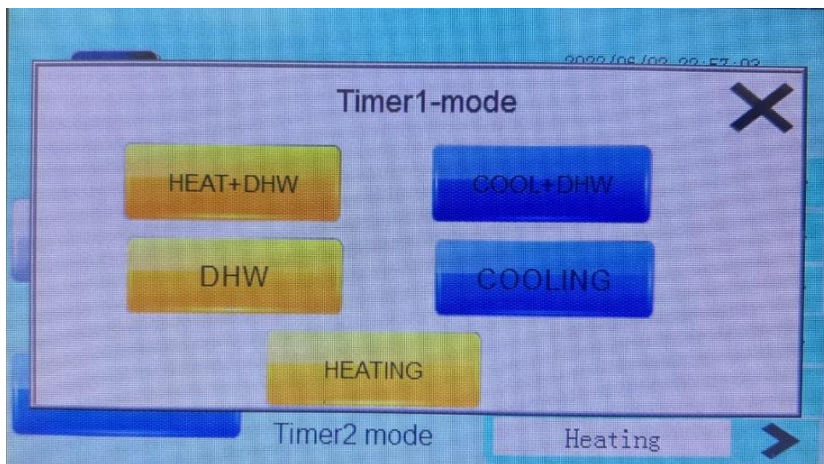 Timer1-mode
HEAT+DHW
COOL+DHW
DHW
COOLING
HEATING
Timer2 mode
Heating